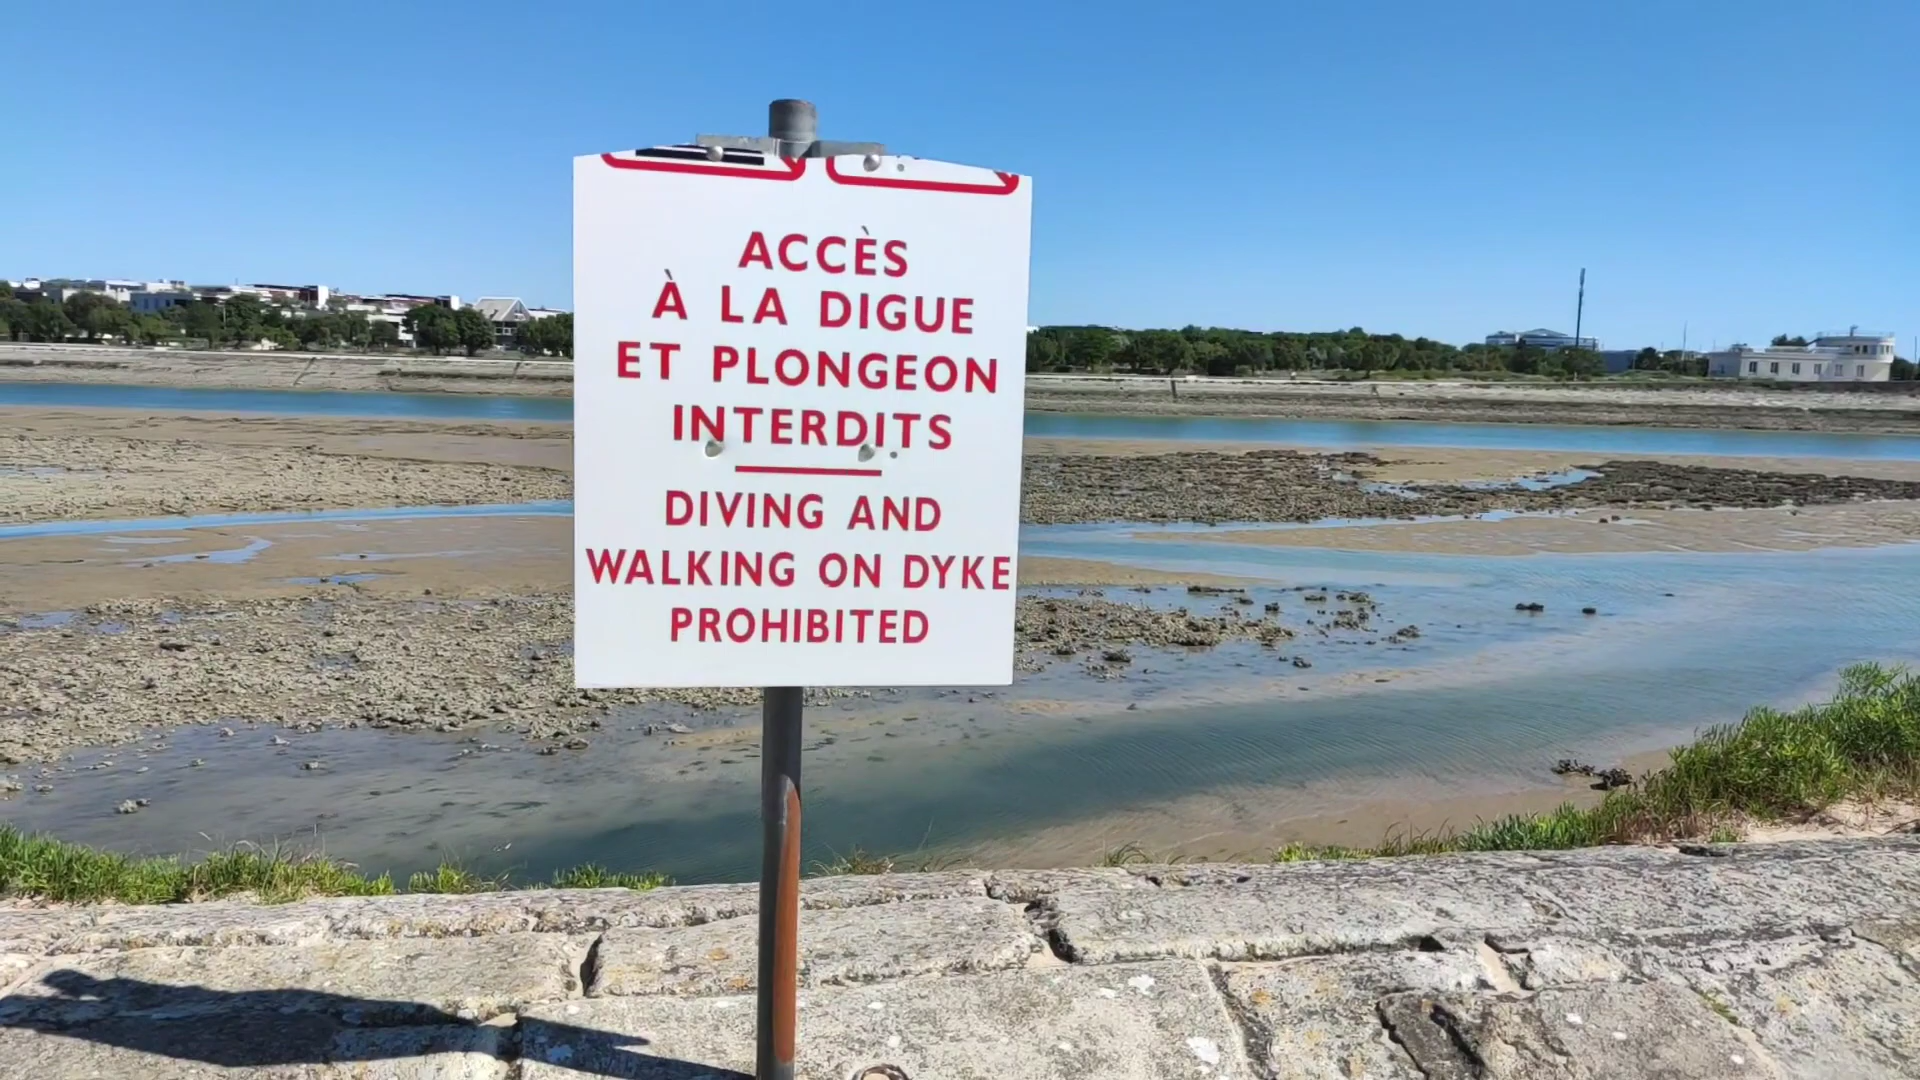 ACCÈS
À LA DIGUE
ET PLONGEON
INTERDITS
DIVING AND
WALKING ON DYKE
PROHIBITED